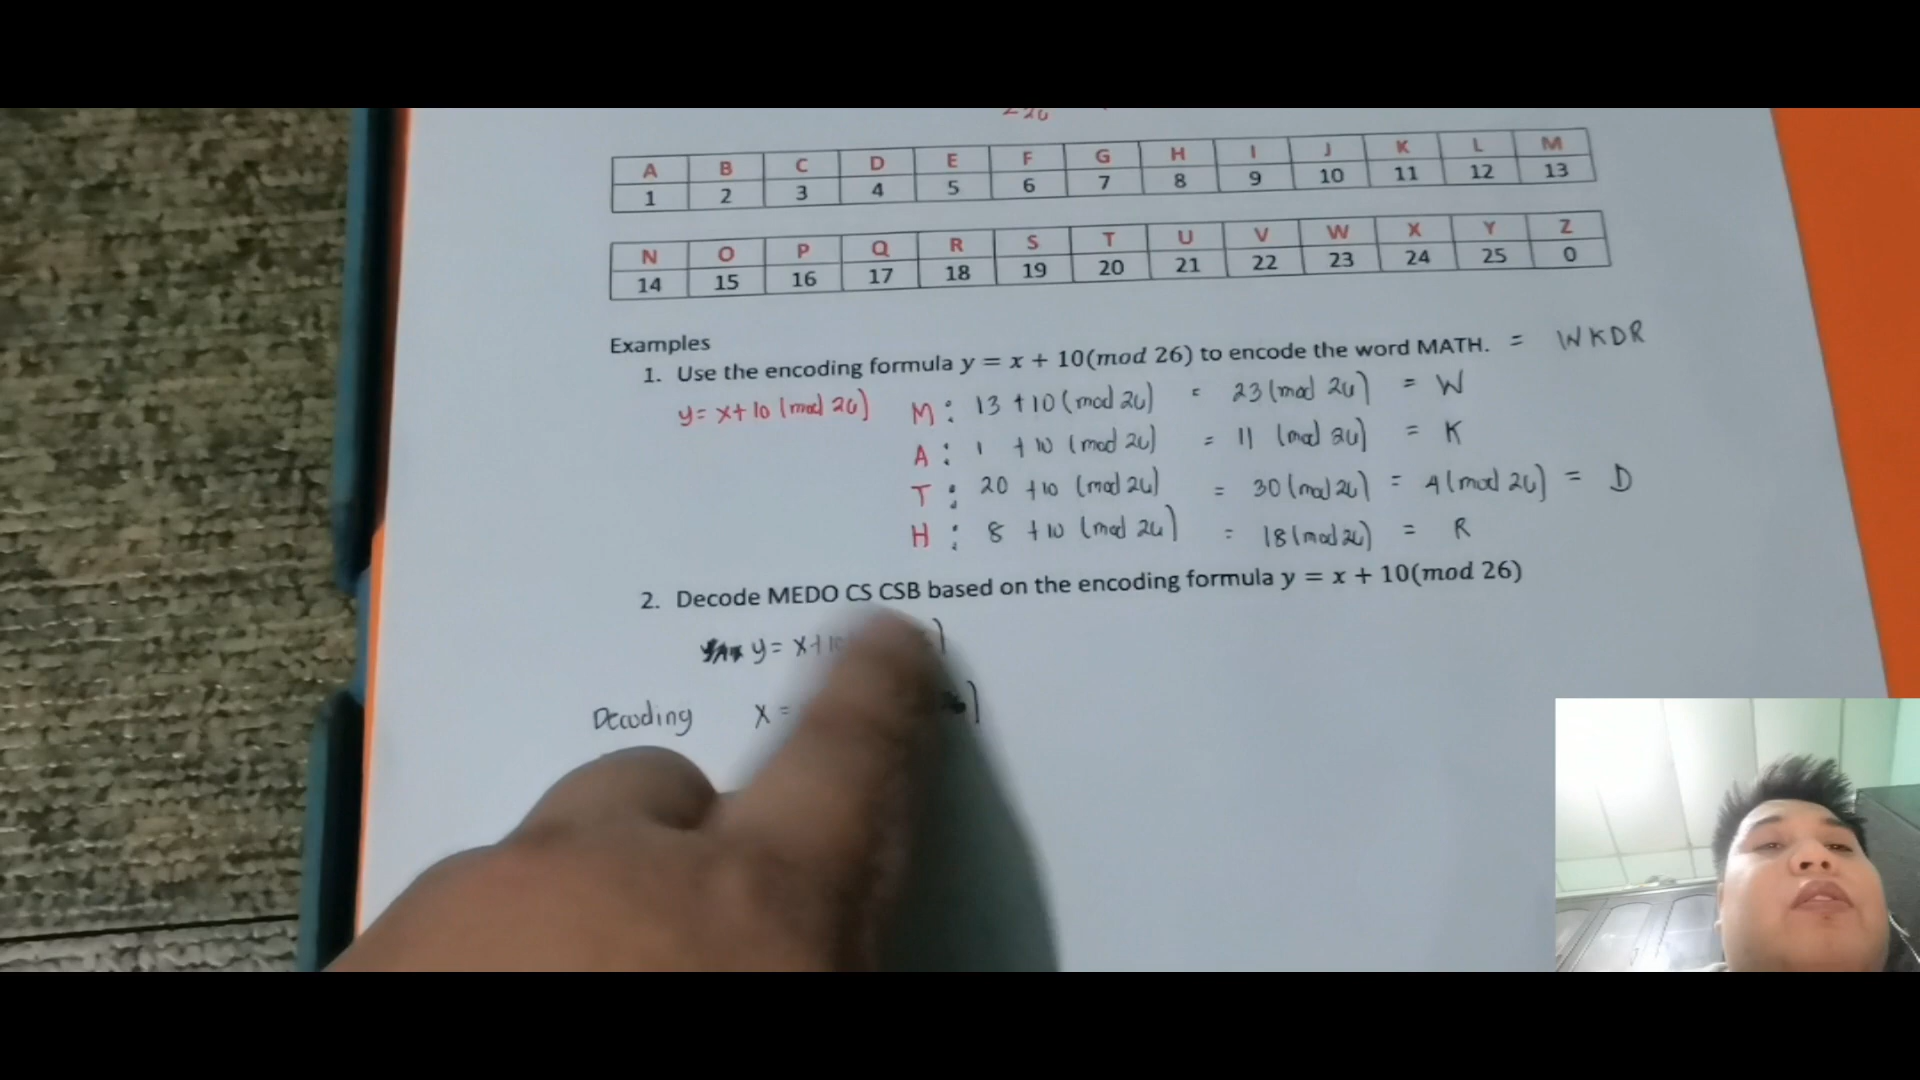 A B C D E F G H I J K L M
1 2 3 4 5 6 7 8 9 10 11 12 13
N O P Q R S T U V W X Y Z
14 15 16 17 18 19 20 21 22 23 24 25 0
Examples
1. Use the encoding formula y = x + 10(mod 26) to encode the word MATH. = WKDR
y = x+10 (mod 26) M : 13 +10 (mod 26) = 23 (mod 26) = W
A : 1 +10 (mod 26) = 11 (mod 26) = K
T : 20 +10 (mod 26) = 30 (mod 26) = 4 (mod 26) = D
H : 8 +10 (mod 26) = 18 (mod 26) = R
2. Decode MEDO CS CSB based on the encoding formula y = x + 10(mod 26)
y = x+10 )
Decoding x = )